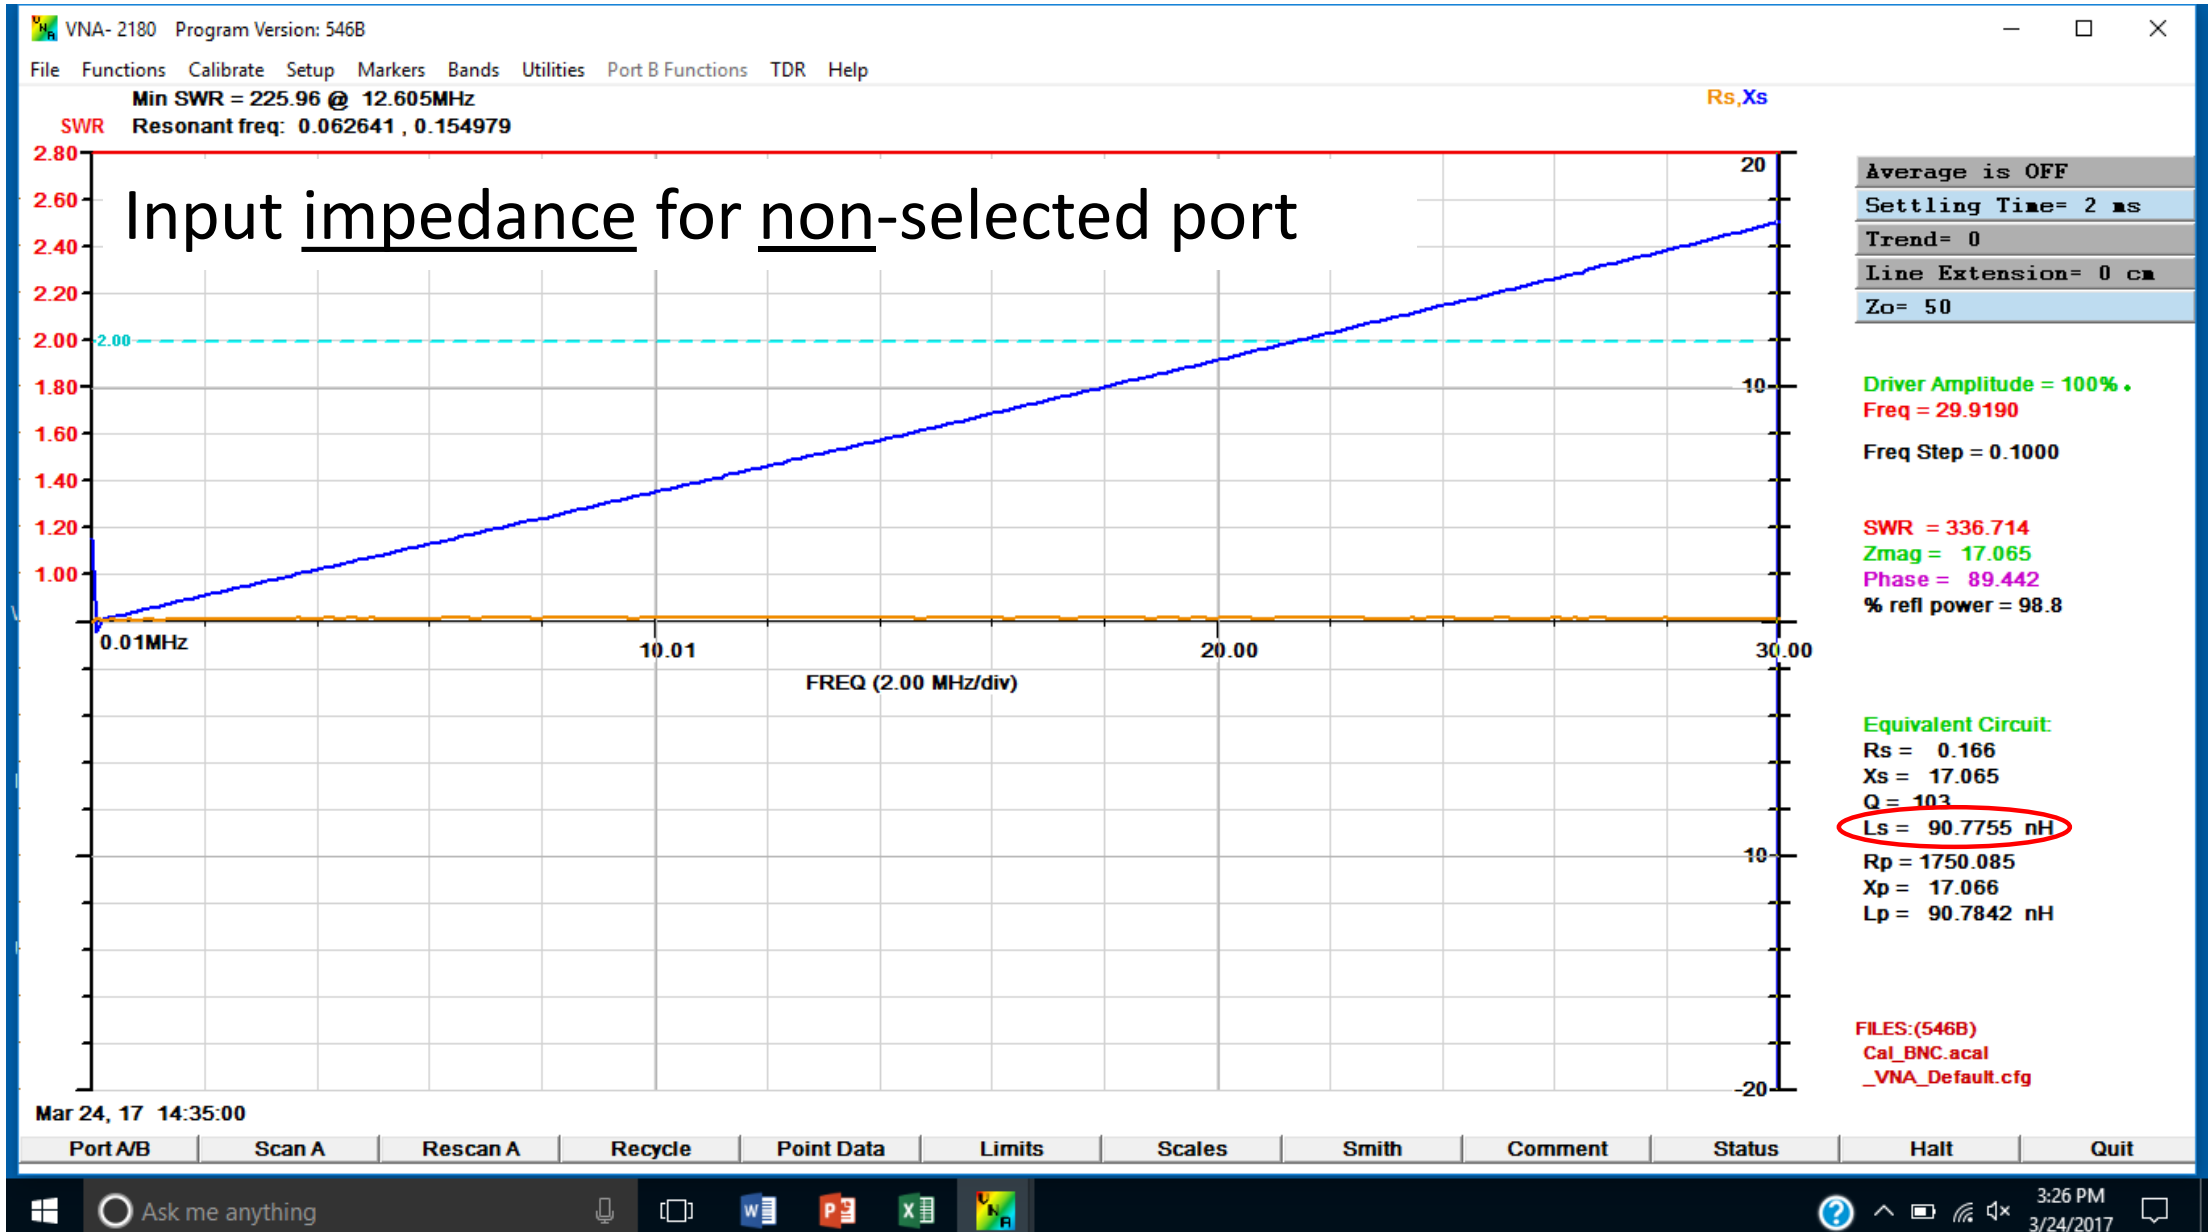 VNA- 2180 Program Version: 546B
File Functions Calibrate Setup Markers Bands Utilities Port B Functions TDR Help
Min SWR = 225.96 @ 12.605MHz
Rs,Xs
SWR Resonant freq: 0.062641 , 0.154979
2.80
20
Input impedance for non-selected port
2.60
2.40
2.20
2.00 2.00
1.80
10
1.60
1.40
1.20
1.00
0.01MHz 10.01 20.00 30.00
FREQ (2.00 MHz/div)
10
-20
Average is OFF
Settling Time= 2 ms
Trend= 0
Line Extension= 0 cm
Zo= 50
Driver Amplitude = 100%.
Freq = 29.9190
Freq Step = 0.1000
SWR = 336.714
Zmag = 17.065
Phase = 89.442
% refl power = 98.8
Equivalent Circuit:
Rs = 0.166
Xs = 17.065
Q = 103
Ls = 90.7755 nH
Rp = 1750.085
Xp = 17.066
Lp = 90.7842 nH
FILES:(546B)
Cal_BNC.acal
_VNA_Default.cfg
Mar 24, 17 14:35:00
Port A/B Scan A Rescan A Recycle Point Data Limits Scales Smith Comment Status Halt Quit
Ask me anything
3:26 PM
3/24/2017